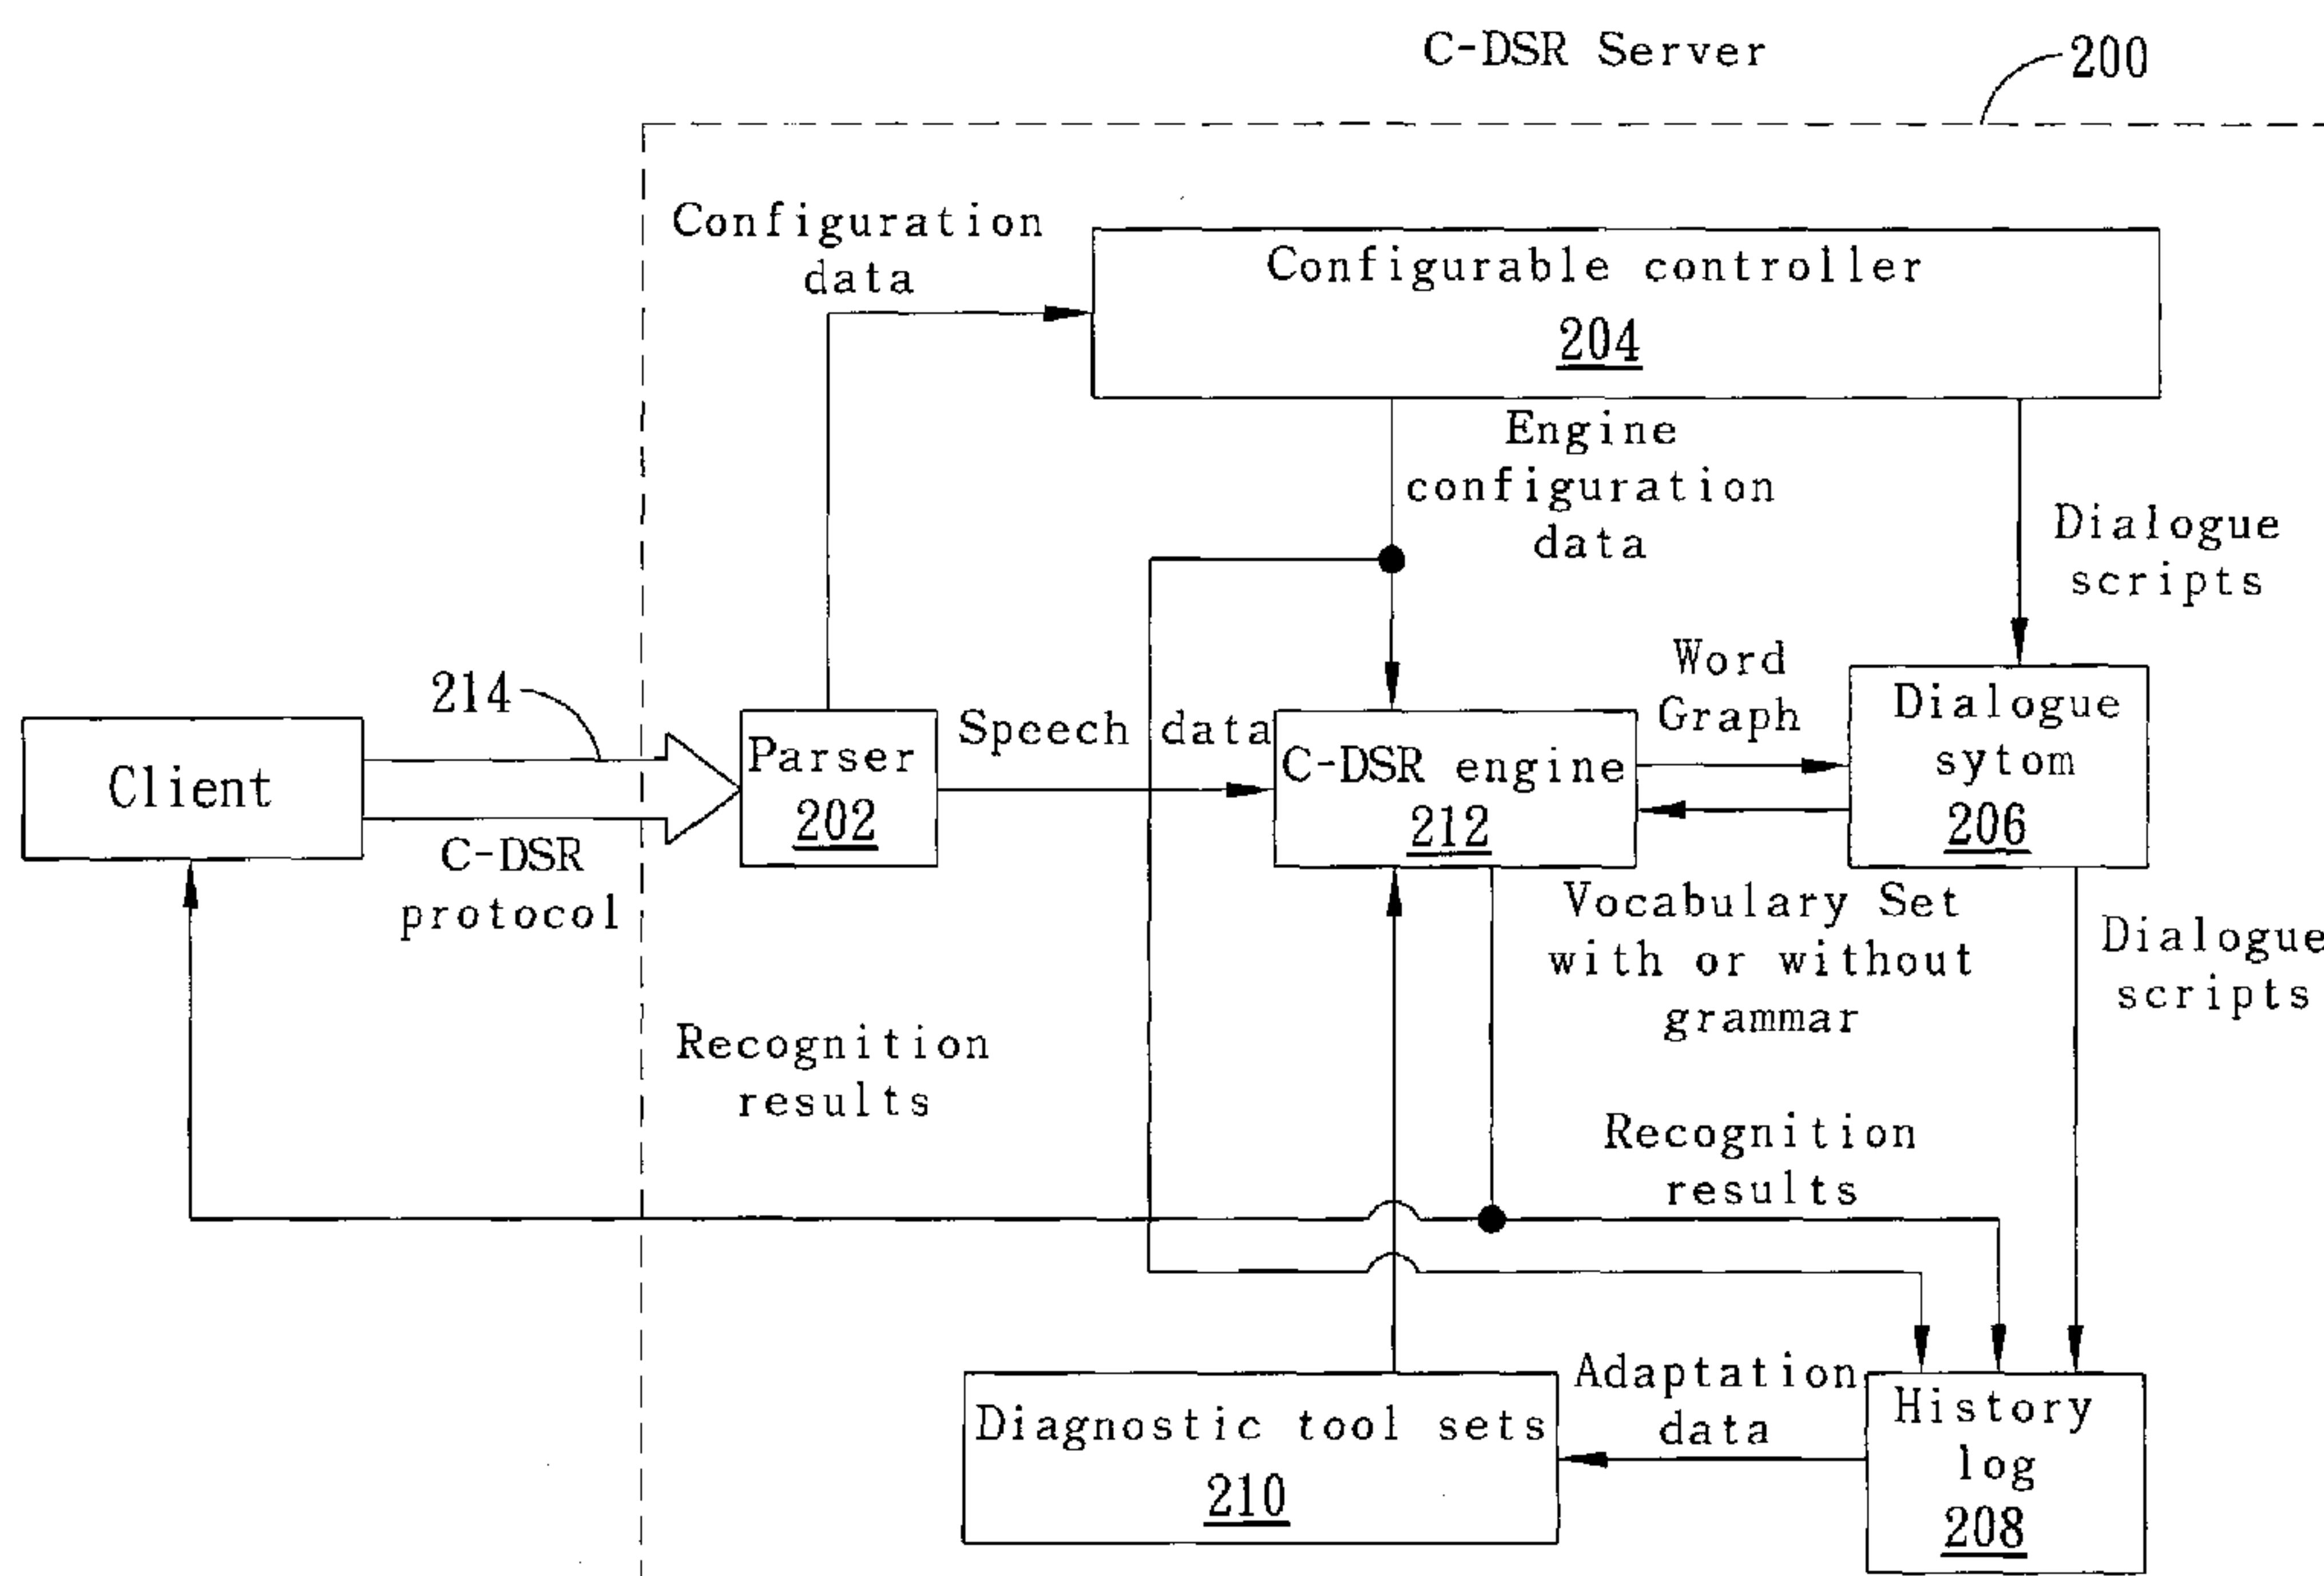 C-DSR Server
200
Configuration
data
Configurable controller
204
Engine
configuration
data
Dialogue
scripts
214
Word
Graph
Client
Parser
202
Speech data
C-DSR engine
212
Dialogue
sytom
206
C-DSR
protocol
Vocabulary Set
with or without
grammar
Dialogue
scripts
Recognition
results
Recognition
results
Diagnostic tool sets
210
Adaptation
data
History
log
208